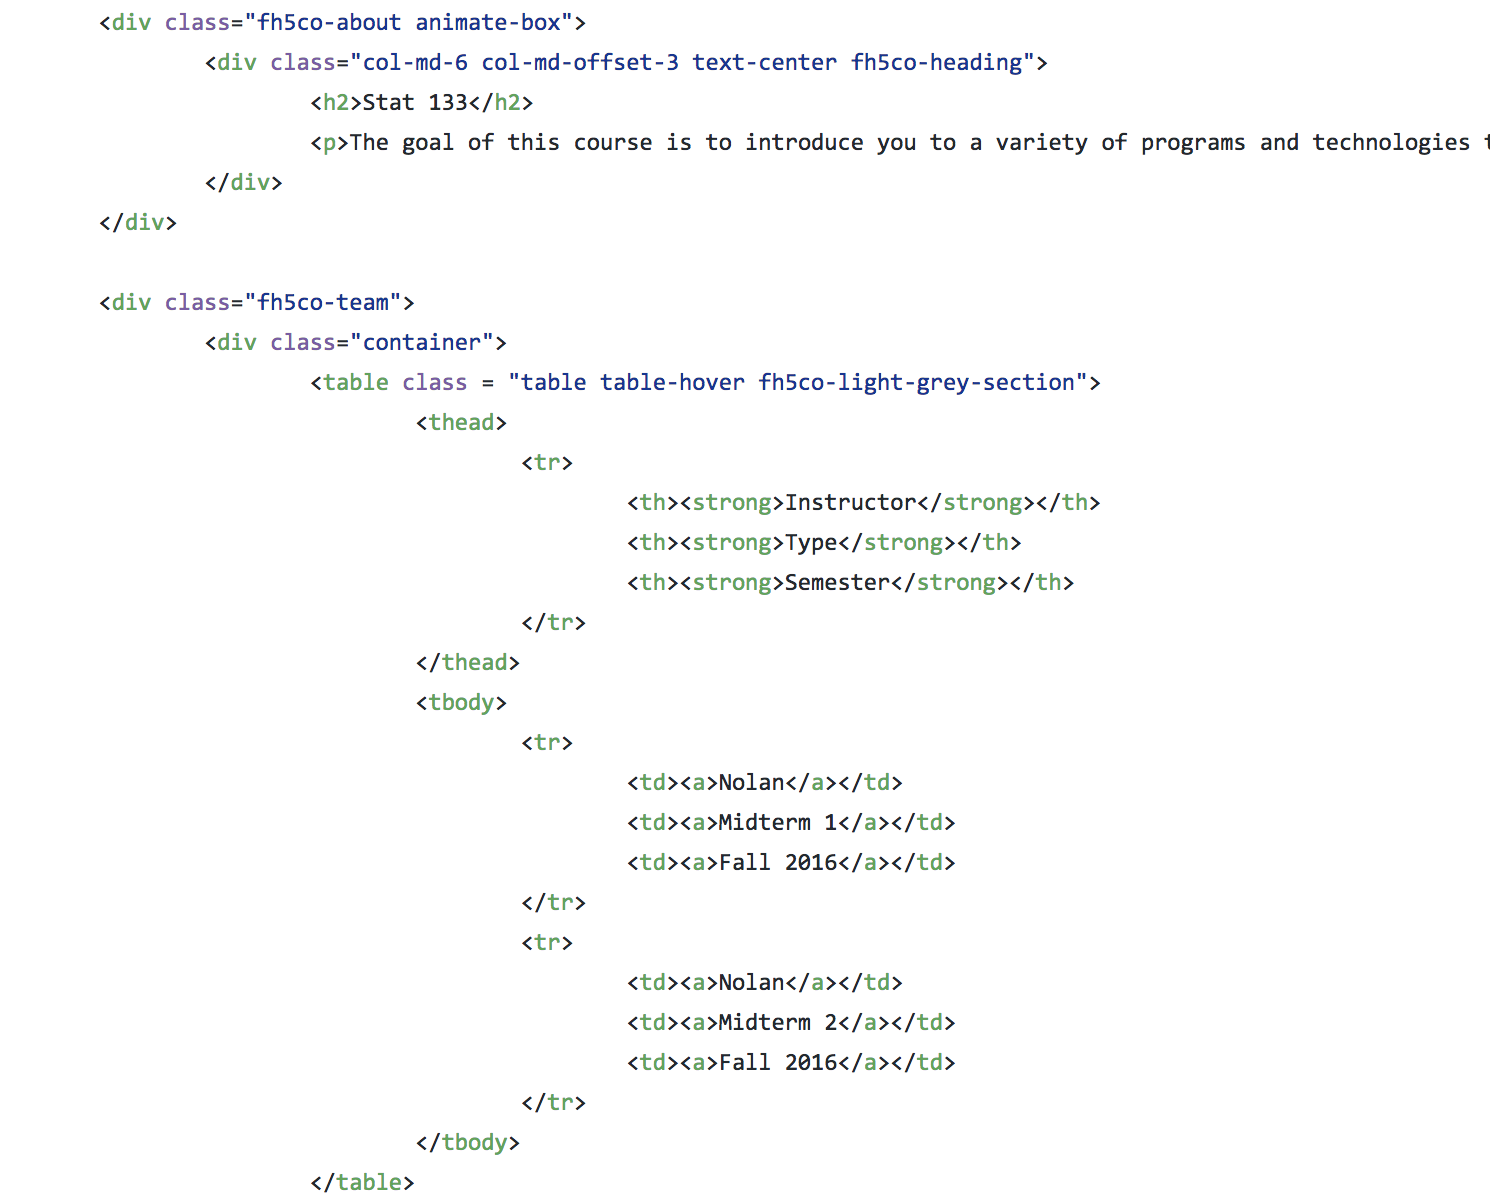 <div class="fh5co-about animate-box">
<div class="col-md-6 col-md-offset-3 text-center fh5co-heading">
<h2>Stat 133</h2>
<p>The goal of this course is to introduce you to a variety of programs and technologies
</div>
</div>
<div class="fh5co-team">
<div class="container">
<table class = "table table-hover fh5co-light-grey-section">
<thead>
<tr>
<th><strong>Instructor</strong></th>
<th><strong>Type</strong></th>
<th><strong>Semester</strong></th>
</tr>
</thead>
<tbody>
<tr>
<td><a>Nolan</a></td>
<td><a>Midterm 1</a></td>
<td><a>Fall 2016</a></td>
</tr>
<tr>
<td><a>Nolan</a></td>
<td><a>Midterm 2</a></td>
<td><a>Fall 2016</a></td>
</tr>
</tbody>
</table>